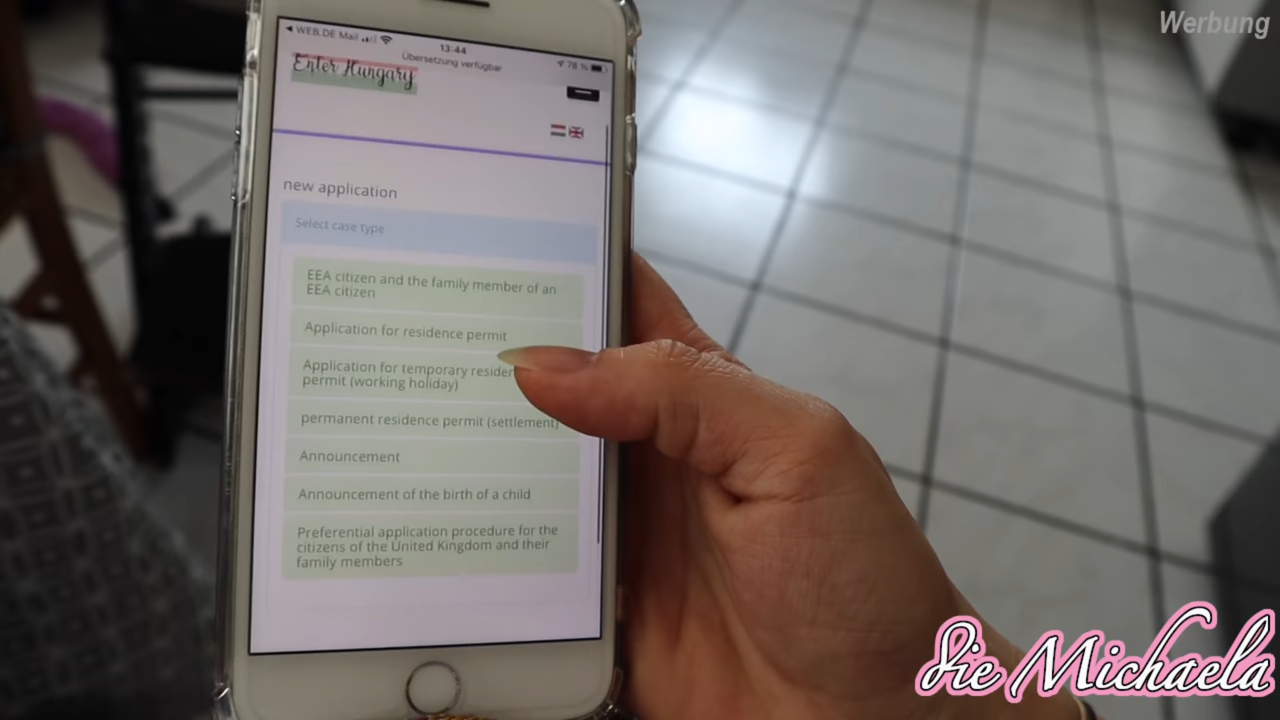 Werbung
WEB.DE Mail
13:44
78 %
Übersetzung verfügbar
Enter Hungary
new application
Select case type
EEA citizen and the family member of an
EEA citizen
Application for residence permit
Application for temporary residen
permit (working holiday)
permanent residence permit (settlement)
Announcement
Announcement of the birth of a child
Preferential application procedure for the
citizens of the United Kingdom and their
family members
Die Michaela